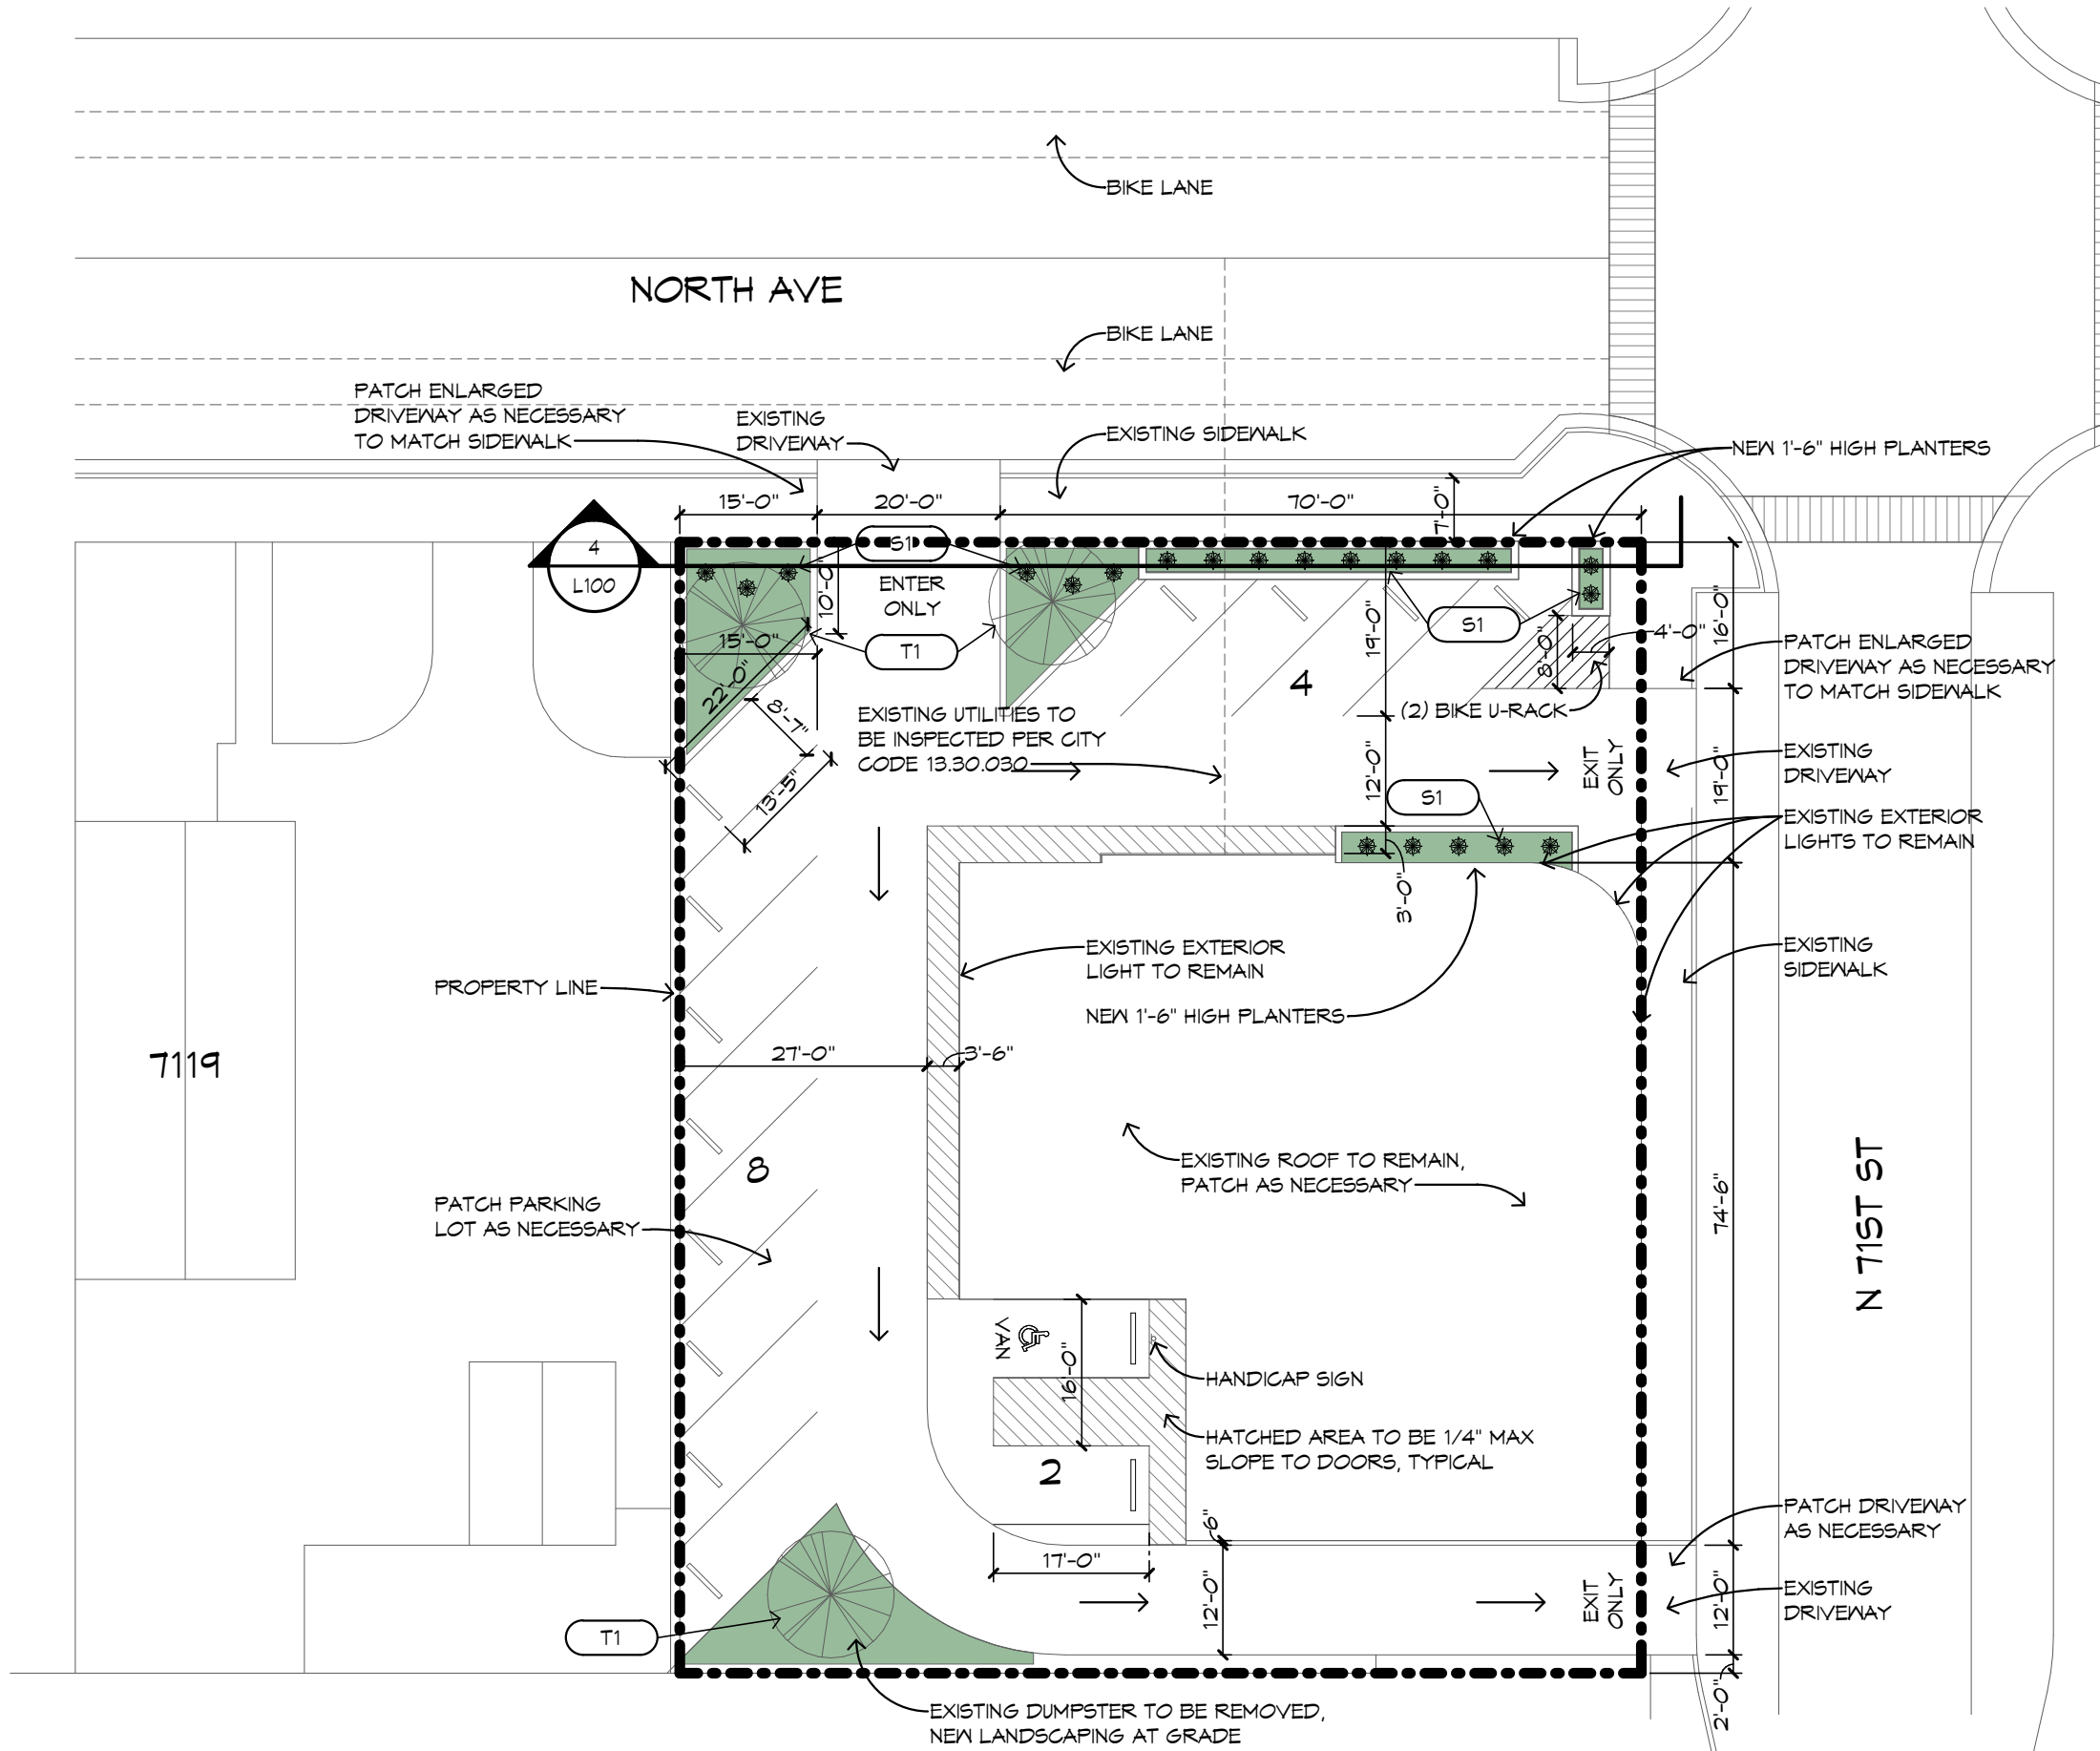 BIKE LANE
NORTH AVE
BIKE LANE
PATCH ENLARGED
DRIVEWAY AS NECESSARY
TO MATCH SIDEWALK
EXISTING
DRIVEWAY
EXISTING SIDEWALK
NEW 1'-6" HIGH PLANTERS
15'-0"
20'-0"
70'-0"
7'-0"
4
L100
S1
ENTER
ONLY
10'-0"
T1
15'-0"
22'-0"
8'-7"
13'-5"
19'-0"
S1
8'-0"
4'-0"
16'-0"
4
(2) BIKE U-RACK
PATCH ENLARGED
DRIVEWAY AS NECESSARY
TO MATCH SIDEWALK
EXISTING UTILITIES TO
BE INSPECTED PER CITY
CODE 13.30.030
12'-0"
S1
EXIT
ONLY
19'-0"
EXISTING
DRIVEWAY
EXISTING EXTERIOR
LIGHTS TO REMAIN
3'-0"
EXISTING EXTERIOR
LIGHT TO REMAIN
NEW 1'-6" HIGH PLANTERS
EXISTING
SIDEWALK
PROPERTY LINE
7119
27'-0"
3'-6"
8
EXISTING ROOF TO REMAIN,
PATCH AS NECESSARY
74'-6"
N 71ST ST
PATCH PARKING
LOT AS NECESSARY
VAN
16'-0"
HANDICAP SIGN
HATCHED AREA TO BE 1/4" MAX
SLOPE TO DOORS, TYPICAL
2
6"
17'-0"
12'-0"
EXIT
ONLY
12'-0"
PATCH DRIVEWAY
AS NECESSARY
EXISTING
DRIVEWAY
T1
2'-0"
EXISTING DUMPSTER TO BE REMOVED,
NEW LANDSCAPING AT GRADE